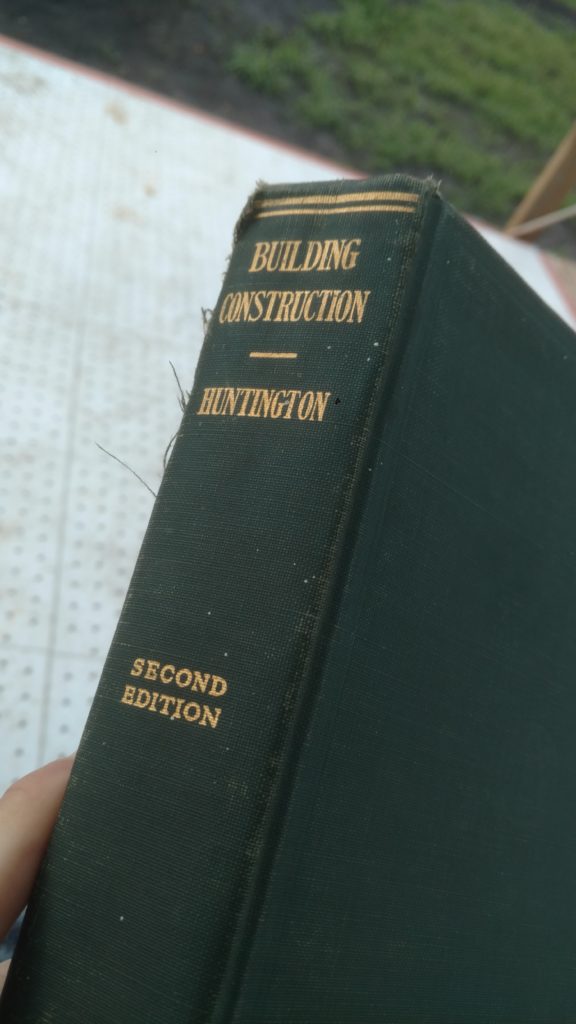 BUILDING
CONSTRUCTION
HUNTINGTON
SECOND
EDITION